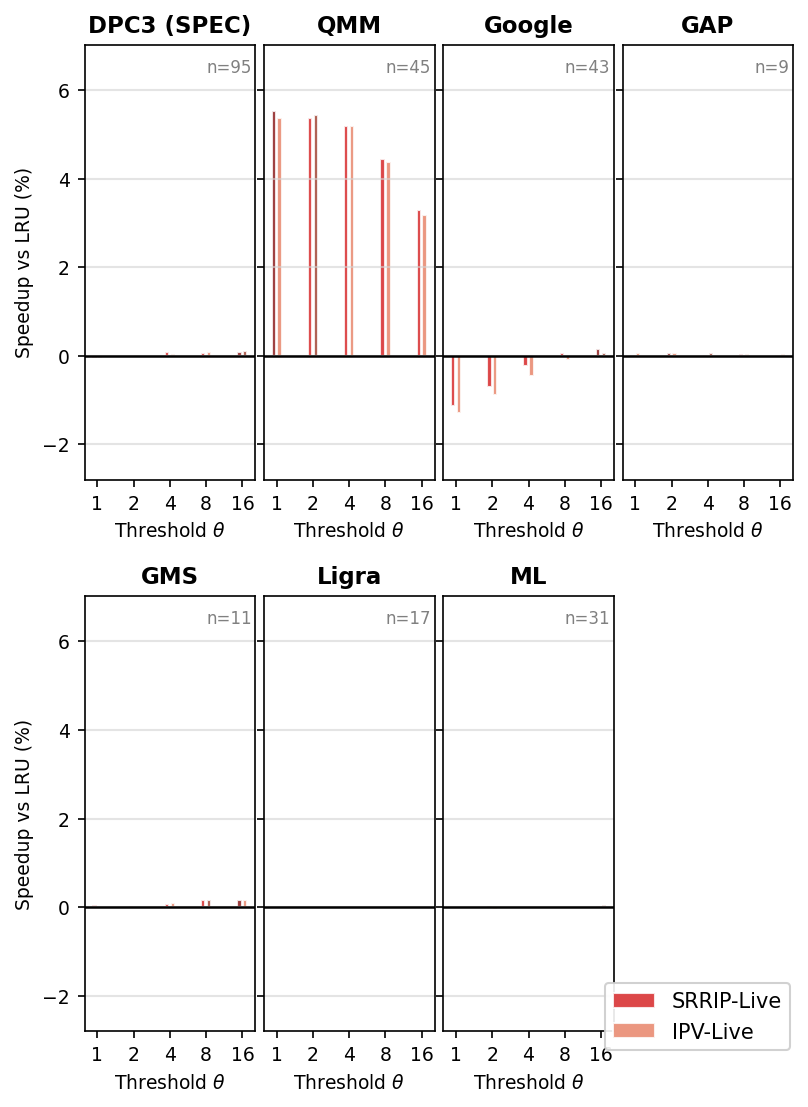 DPC3 (SPEC) QMM Google GAP
n=95 n=45 n=43 n=9
6
4
2
0
−2
Speedup vs LRU (%)
1 2 4 8 16 1 2 4 8 16 1 2 4 8 16 1 2 4 8 16
Threshold θ Threshold θ Threshold θ Threshold θ
GMS Ligra ML
n=11 n=17 n=31
6
4
2
0
−2
Speedup vs LRU (%)
SRRIP-Live
IPV-Live
1 2 4 8 16 1 2 4 8 16 1 2 4 8 16
Threshold θ Threshold θ Threshold θ